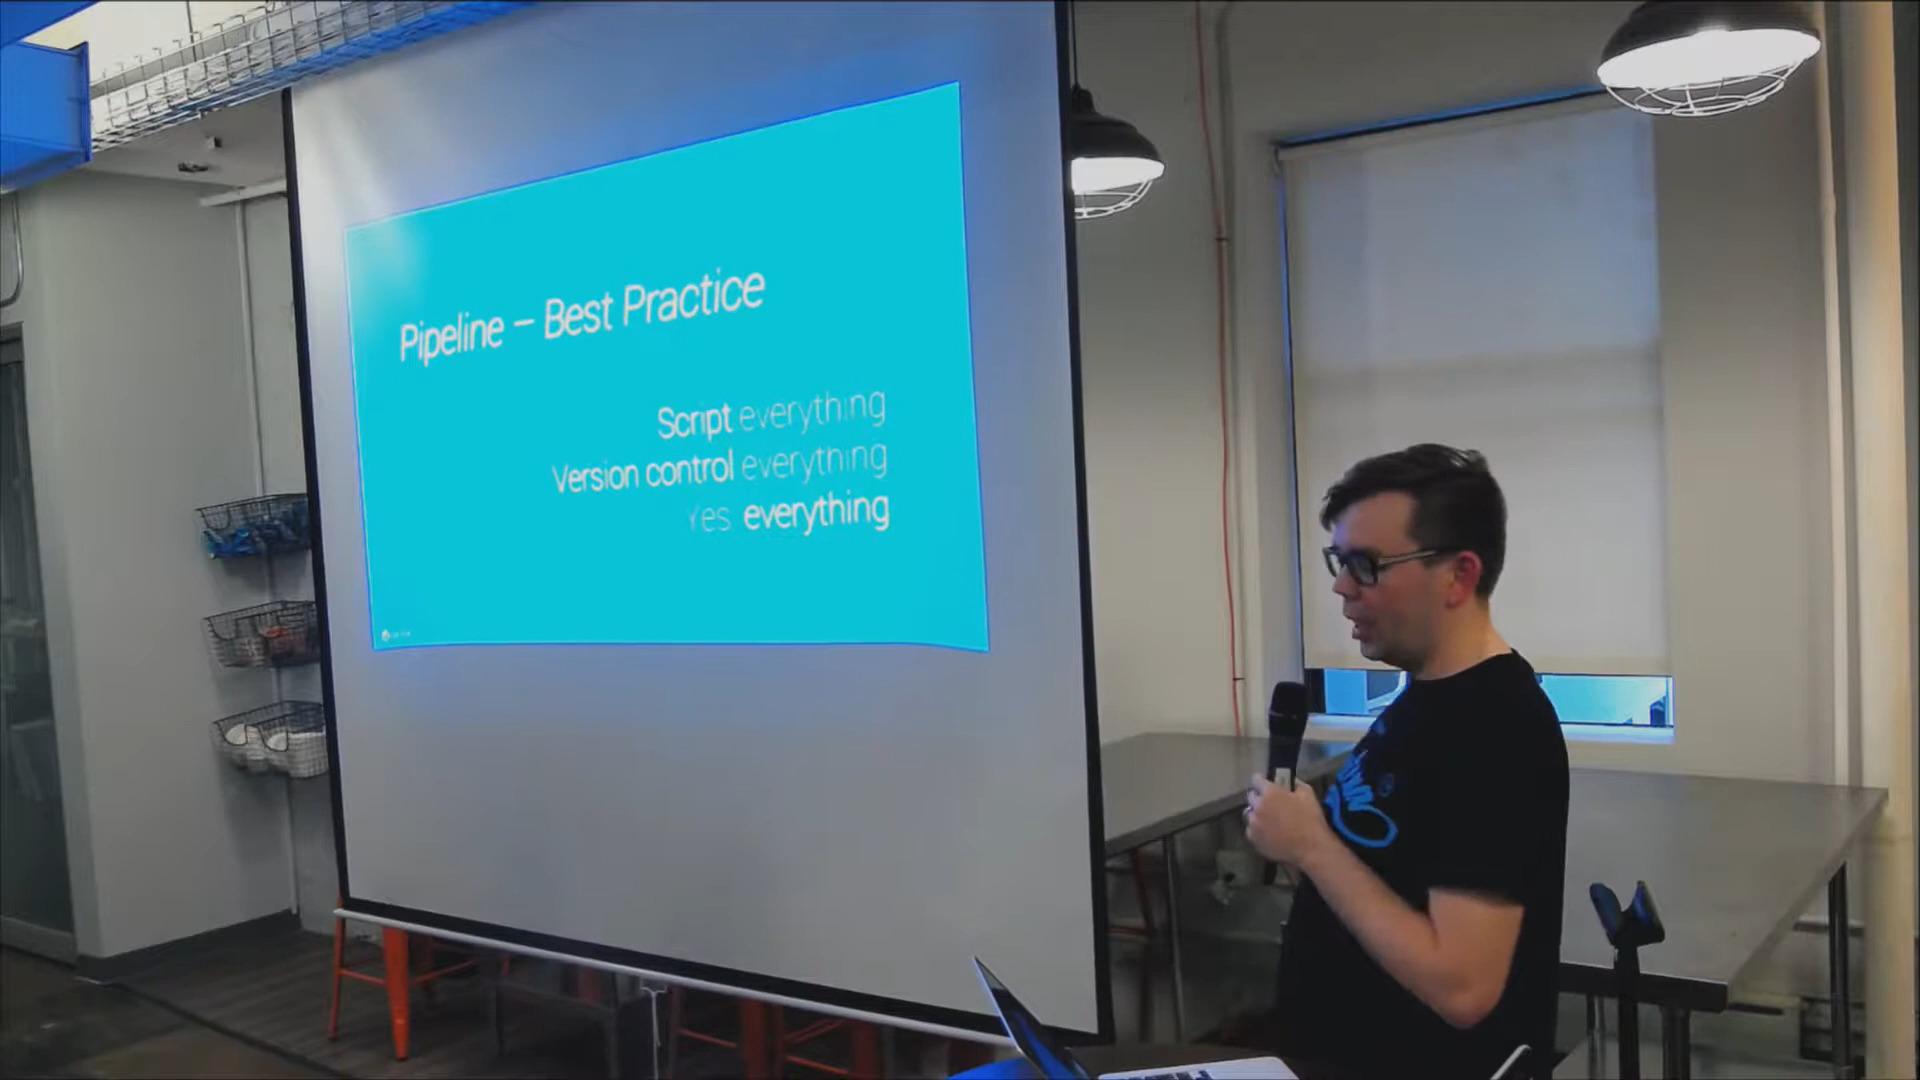 Pipeline – Best Practice
Script everything
Version control everything
Yes everything